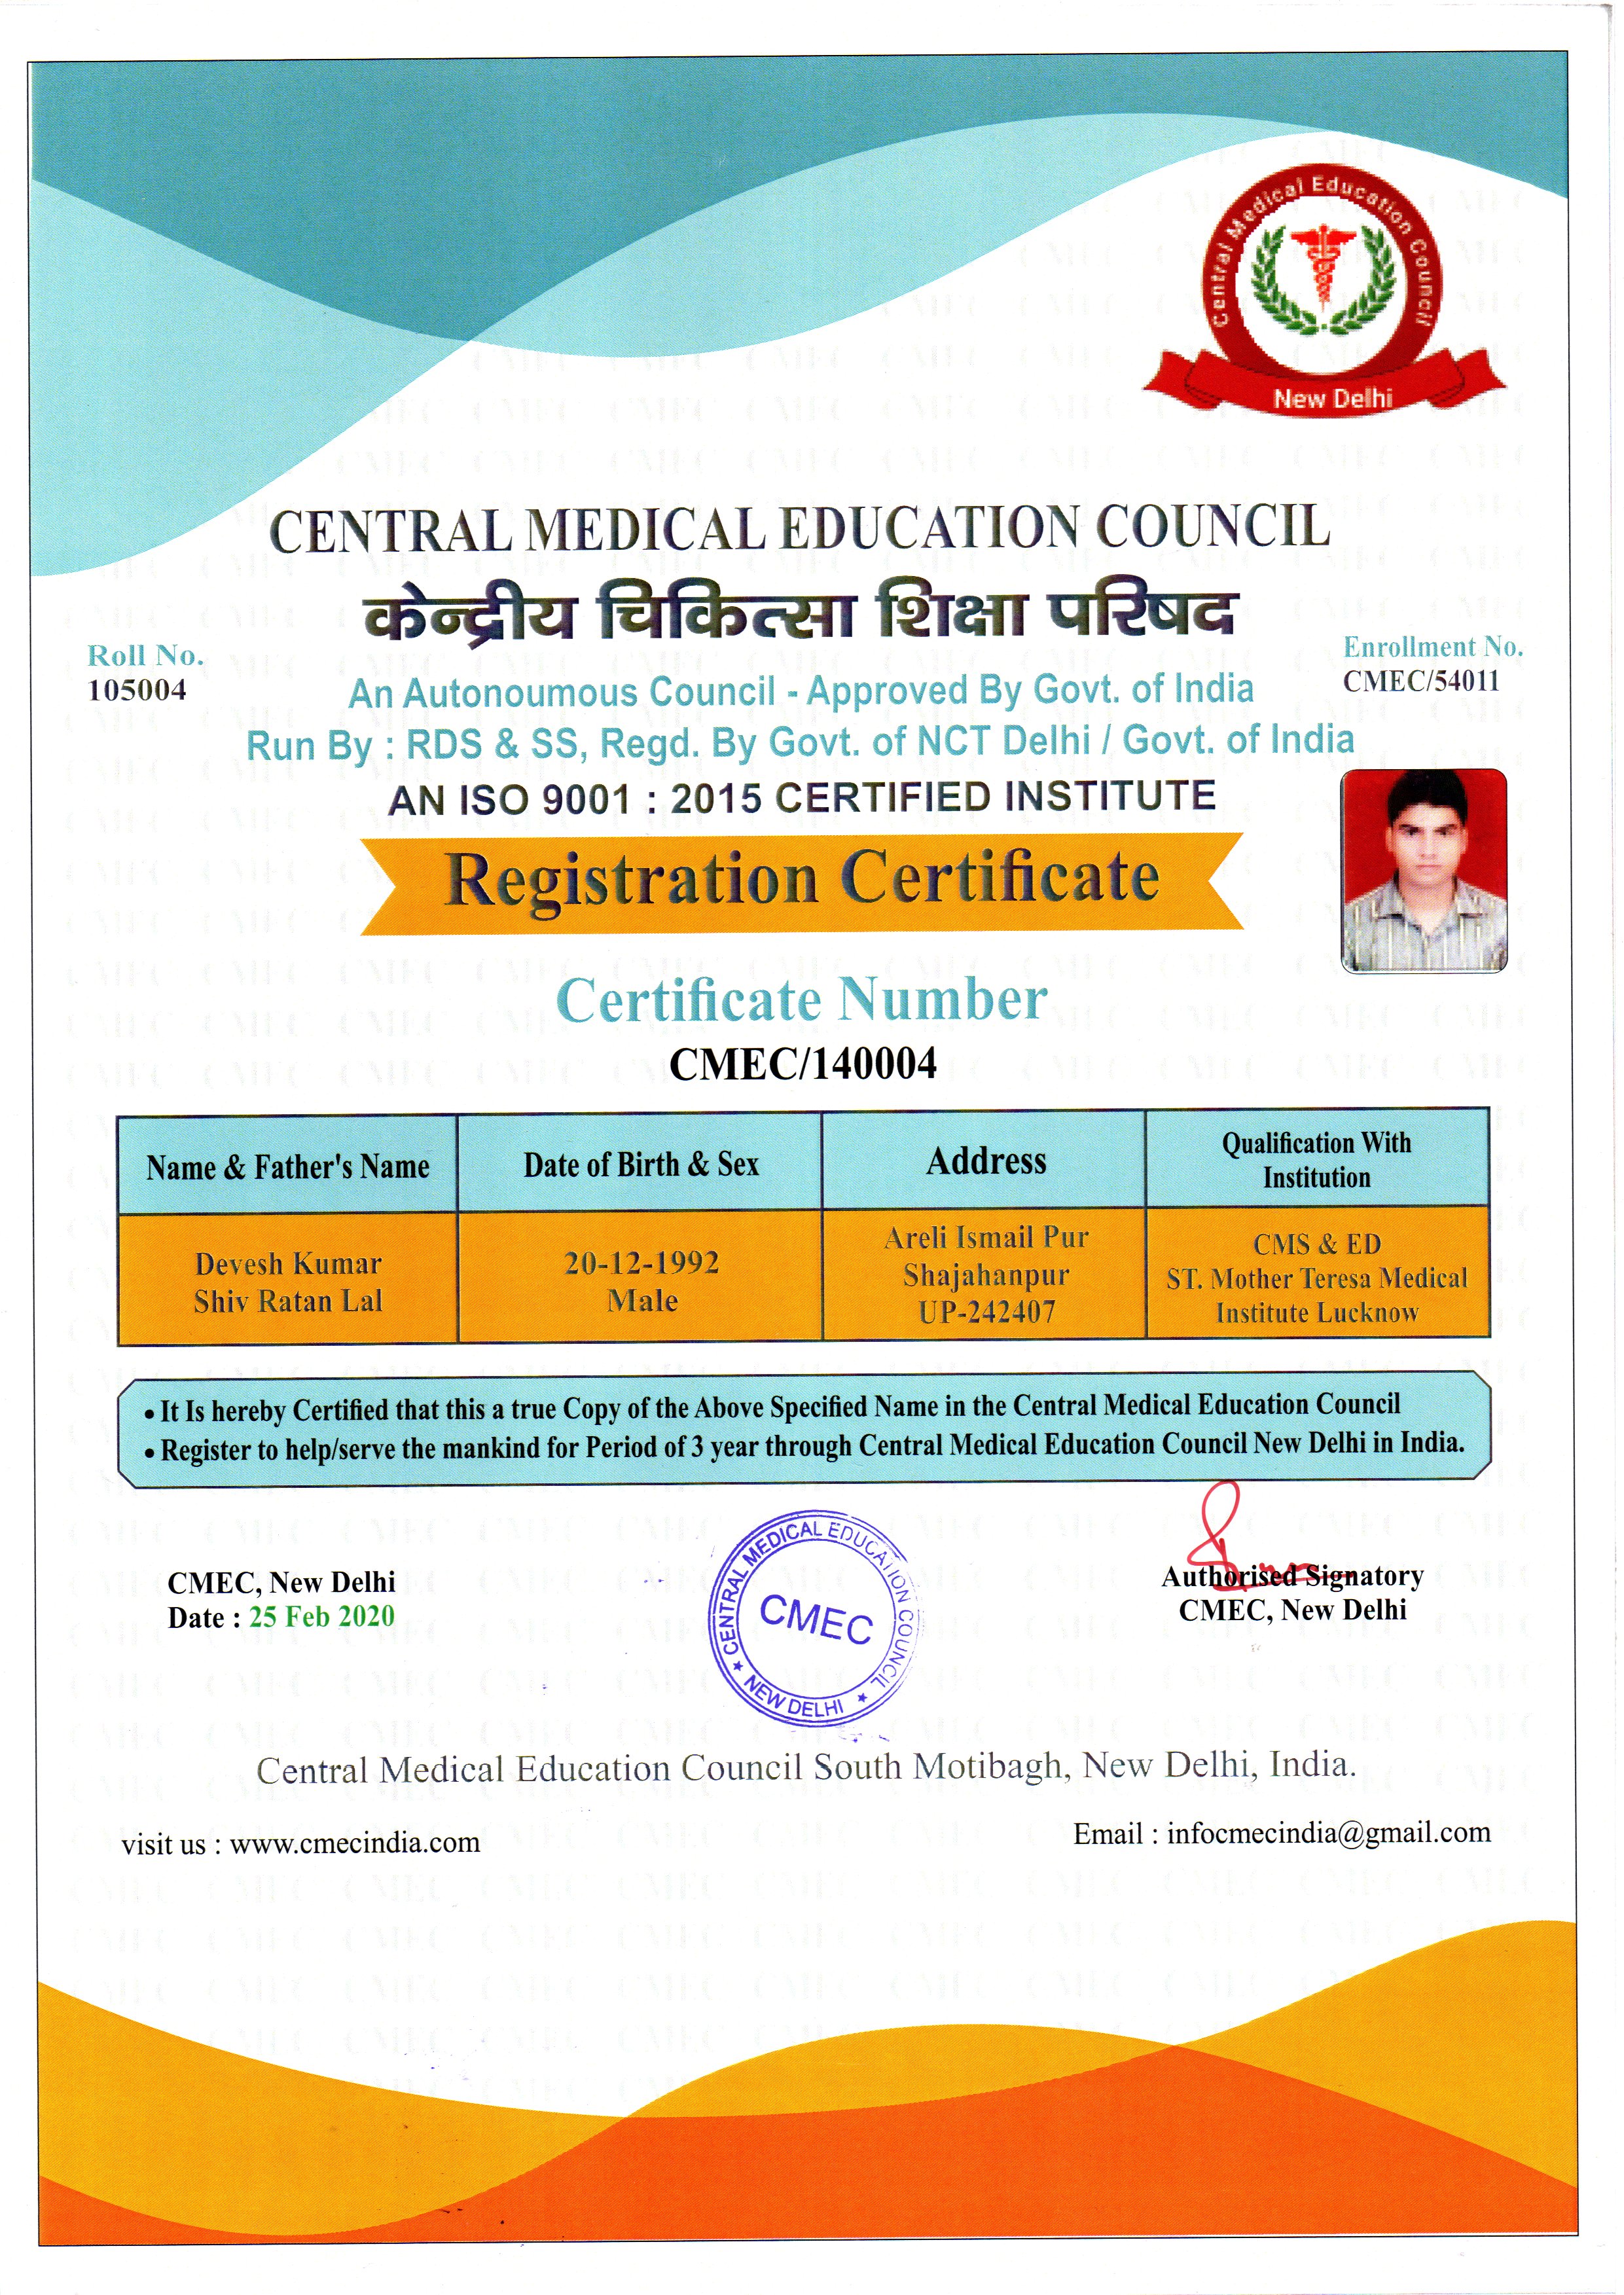 Central Medical Education Council
New Delhi
CENTRAL MEDICAL EDUCATION COUNCIL
केन्द्रीय चिकित्सा शिक्षा परिषद
Roll No.
105004
Enrollment No.
CMEC/54011
An Autonoumous Council - Approved By Govt. of India
Run By : RDS & SS, Regd. By Govt. of NCT Delhi / Govt. of India
AN ISO 9001 : 2015 CERTIFIED INSTITUTE
Registration Certificate
Certificate Number
CMEC/140004
Name & Father's Name
Date of Birth & Sex
Address
Qualification With
Institution
Devesh Kumar
Shiv Ratan Lal
20-12-1992
Male
Areli Ismail Pur
Shajahanpur
UP-242407
CMS & ED
ST. Mother Teresa Medical
Institute Lucknow
• It Is hereby Certified that this a true Copy of the Above Specified Name in the Central Medical Education Council
• Register to help/serve the mankind for Period of 3 year through Central Medical Education Council New Delhi in India.
CMEC, New Delhi
Date : 25 Feb 2020
★ CENTRAL MEDICAL EDUCATION COUNCIL ★
CMEC
NEW DELHI
Authorised Signatory
CMEC, New Delhi
Central Medical Education Council South Motibagh, New Delhi, India.
visit us : www.cmecindia.com
Email : infocmecindia@gmail.com